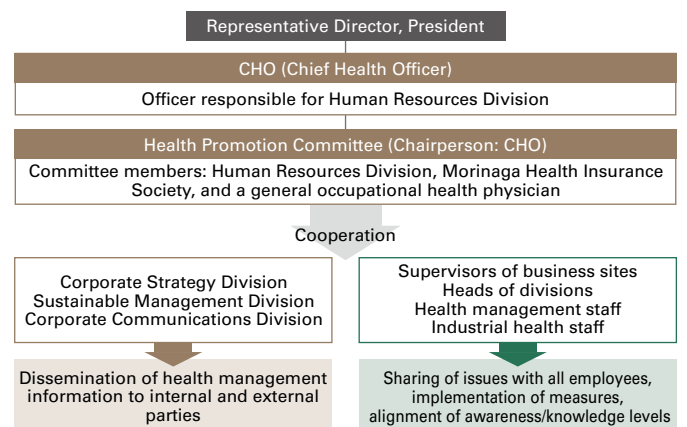 Representative Director, President
CHO (Chief Health Officer)
Officer responsible for Human Resources Division
Health Promotion Committee (Chairperson: CHO)
Committee members: Human Resources Division, Morinaga Health Insurance
Society, and a general occupational health physician
Cooperation
Corporate Strategy Division
Sustainable Management Division
Corporate Communications Division
Supervisors of business sites
Heads of divisions
Health management staff
Industrial health staff
Dissemination of health management
information to internal and external
parties
Sharing of issues with all employees,
implementation of measures,
alignment of awareness/knowledge levels